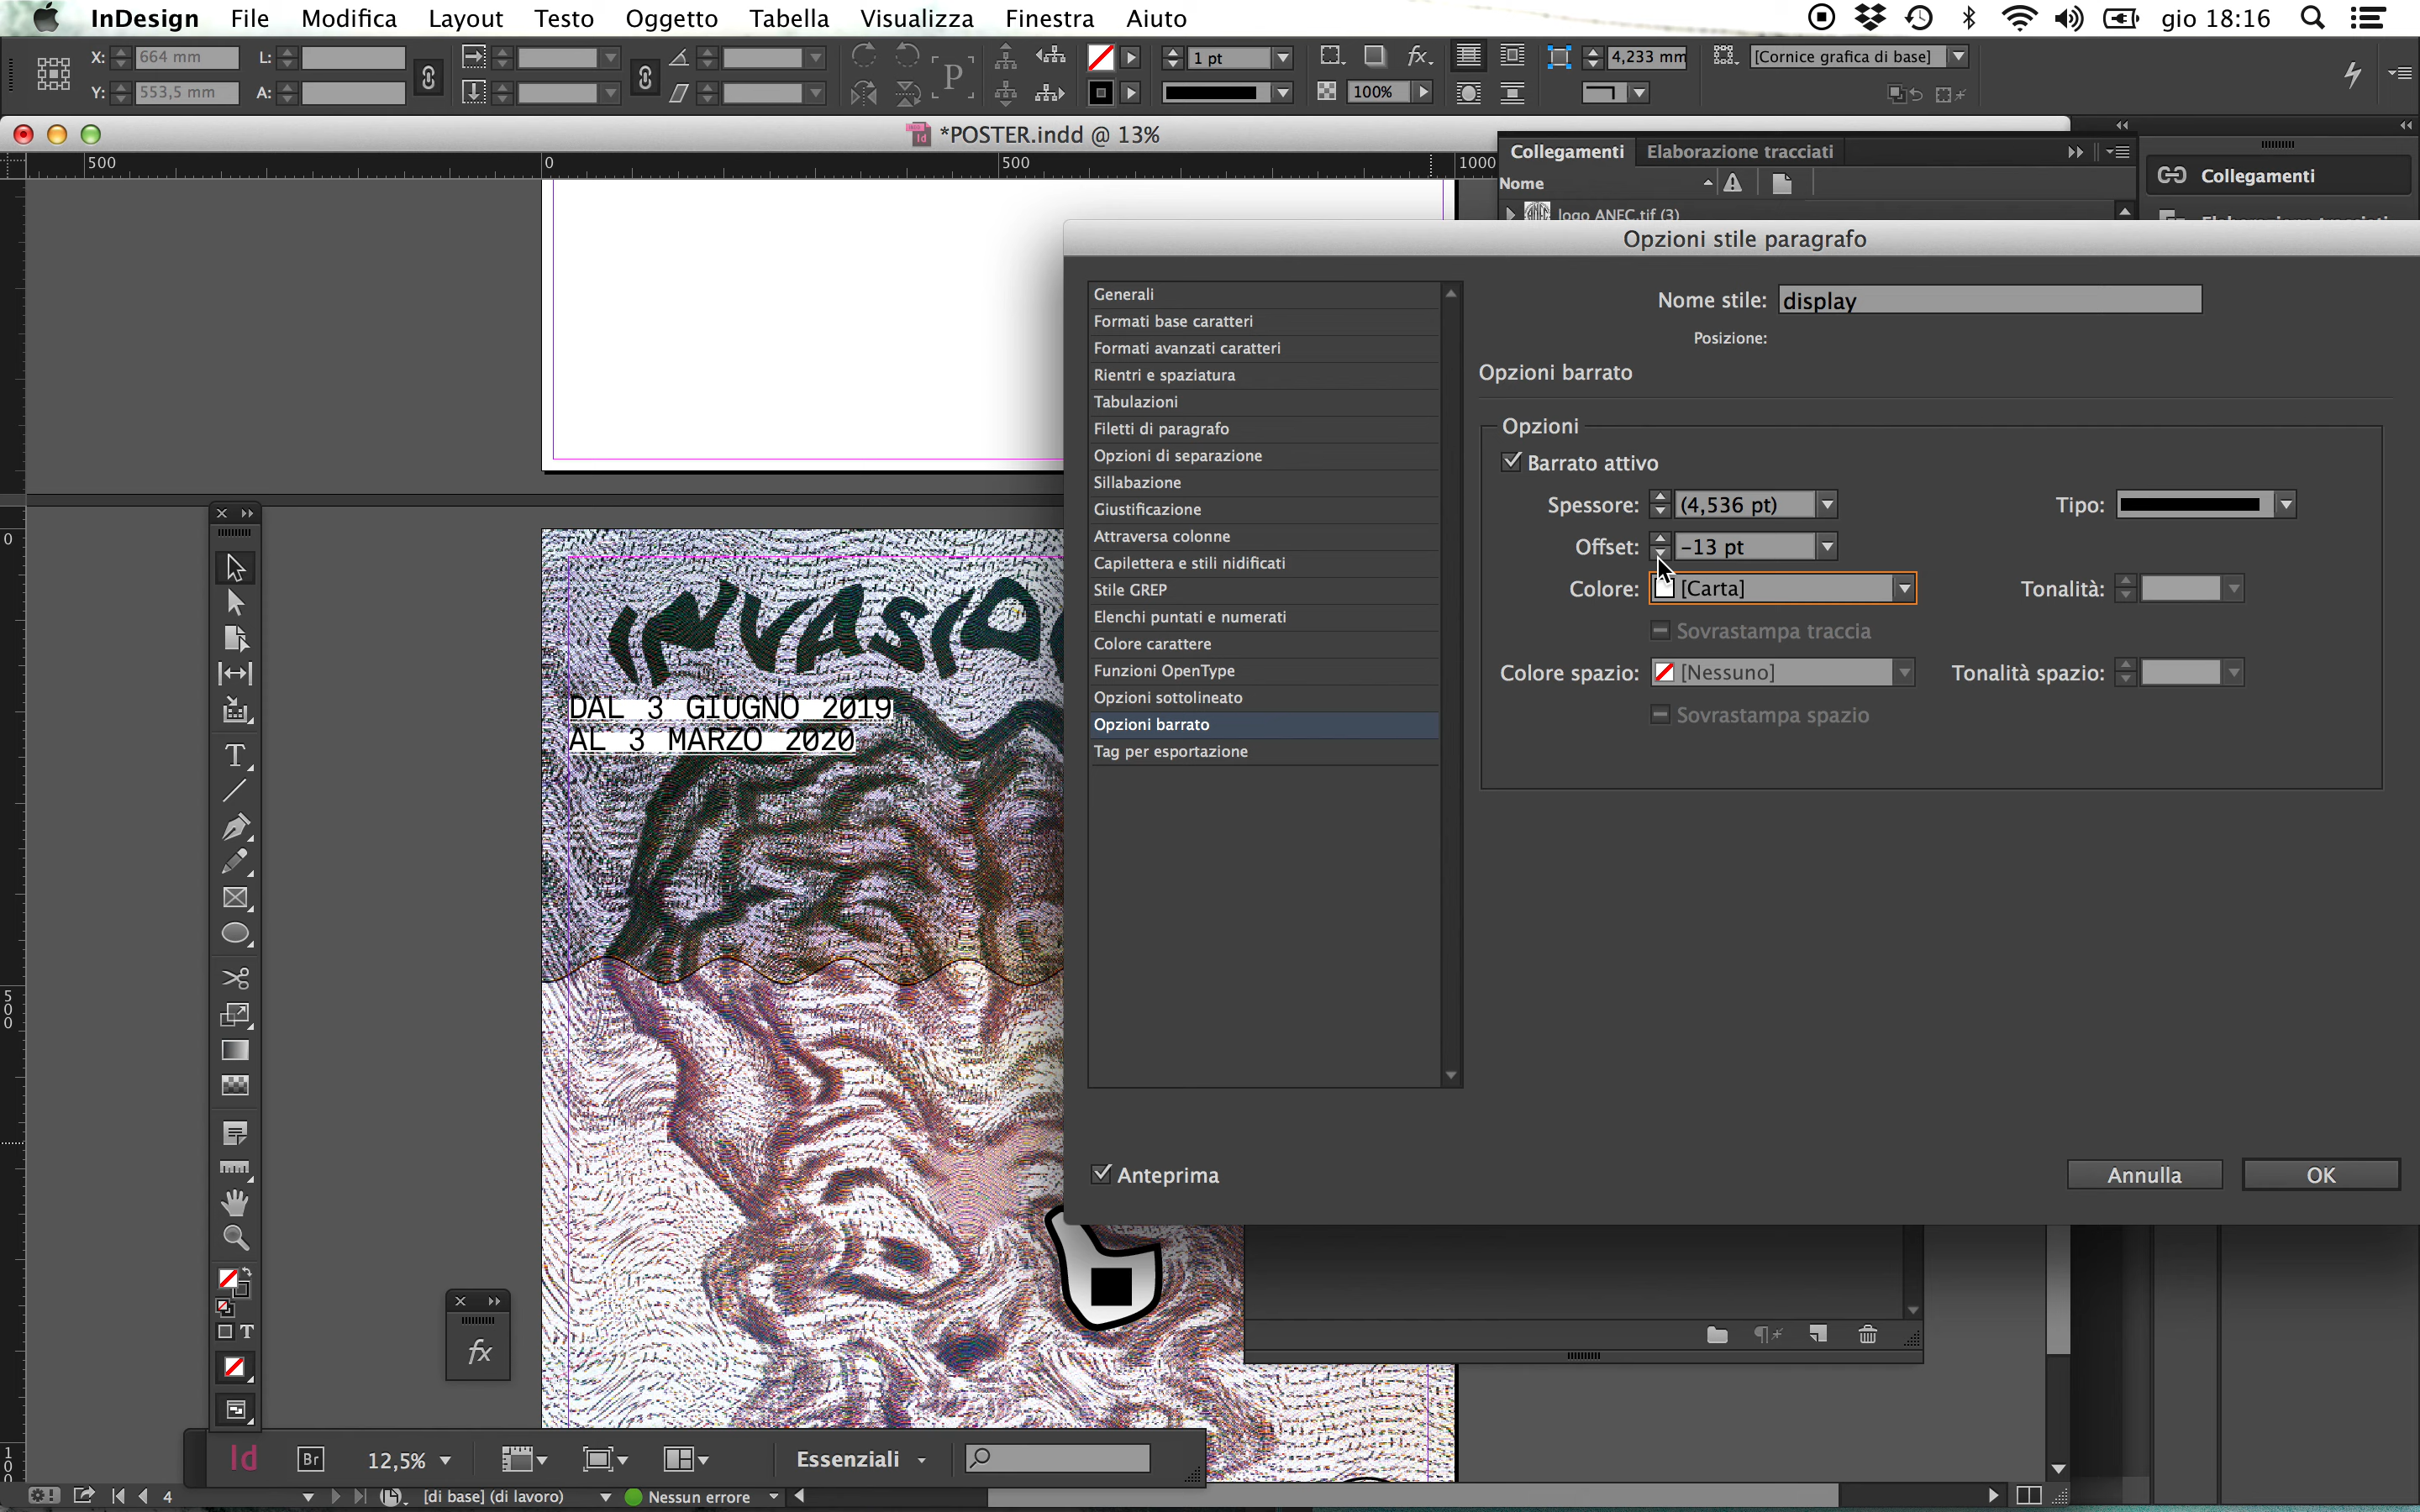 InDesign File Modifica Layout Testo Oggetto Tabella Visualizza Finestra Aiuto gio 18:16
X: 664 mm L: 1 pt 4,233 mm [Cornice grafica di base]
Y: 553,5 mm A: P fx. 100%
*POSTER.indd @ 13%
500 0 500 1000
Collegamenti Elaborazione tracciati
Nome
logo ANEC.tif (3)
Collegamenti
Opzioni stile paragrafo
Generali
Formati base caratteri
Formati avanzati caratteri
Rientri e spaziatura
Tabulazioni
Filetti di paragrafo
Opzioni di separazione
Sillabazione
Giustificazione
Attraversa colonne
Capilettera e stili nidificati
Stile GREP
Elenchi puntati e numerati
Colore carattere
Funzioni OpenType
Opzioni sottolineato
Opzioni barrato
Tag per esportazione
Nome stile: display
Posizione:
Opzioni barrato
Opzioni
Barrato attivo
Spessore: (4,536 pt) Tipo:
Offset: -13 pt
Colore: [Carta] Tonalità:
Sovrastampa traccia
Colore spazio: [Nessuno] Tonalità spazio:
Sovrastampa spazio
Anteprima
Annulla OK
DAL 3 GIUGNO 2019
AL 3 MARZO 2020
0
500
fx
Id Br 12,5% Essenziali
4 [di base] (di lavoro) Nessun errore